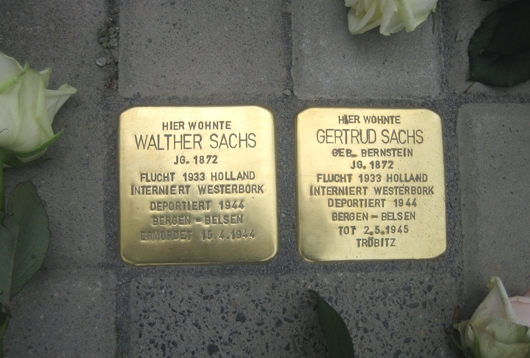 HIER WOHNTE
WALTHER SACHS
JG. 1872
FLUCHT 1933 HOLLAND
INTERNIERT WESTERBORK
DEPORTIERT 1944
BERGEN-BELSEN
ERMORDET 15.4.1944
HIER WOHNTE
GERTRUD SACHS
GEB. BERNSTEIN
JG. 1872
FLUCHT 1933 HOLLAND
INTERNIERT WESTERBORK
DEPORTIERT 1944
BERGEN-BELSEN
TOT 2.5.1945
TRÖBITZ